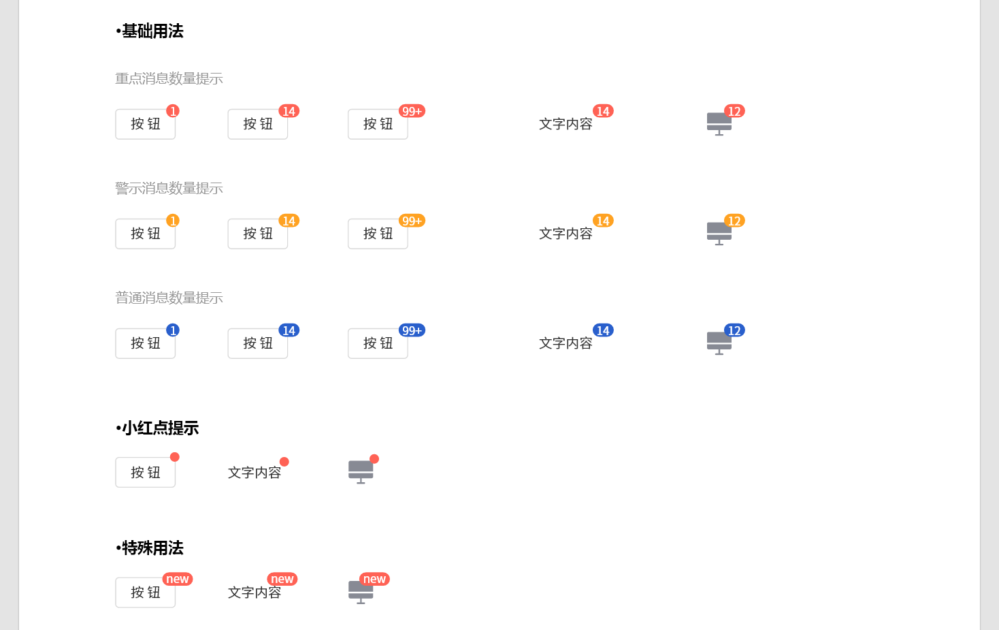 •基础用法
重点消息数量提示
按 钮 1 按 钮 14 按 钮 99+ 文字内容 14 12
警示消息数量提示
按 钮 1 按 钮 14 按 钮 99+ 文字内容 14 12
普通消息数量提示
按 钮 1 按 钮 14 按 钮 99+ 文字内容 14 12
•小红点提示
按 钮 文字内容
•特殊用法
按 钮 new 文字内容 new new